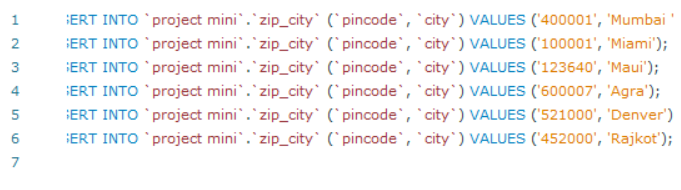 1 SERT INTO `project mini`.`zip_city` (`pincode`, `city`) VALUES ('400001', 'Mumbai '
2 SERT INTO `project mini`.`zip_city` (`pincode`, `city`) VALUES ('100001', 'Miami');
3 SERT INTO `project mini`.`zip_city` (`pincode`, `city`) VALUES ('123640', 'Maui');
4 SERT INTO `project mini`.`zip_city` (`pincode`, `city`) VALUES ('600007', 'Agra');
5 SERT INTO `project mini`.`zip_city` (`pincode`, `city`) VALUES ('521000', 'Denver')
6 SERT INTO `project mini`.`zip_city` (`pincode`, `city`) VALUES ('452000', 'Rajkot');
7